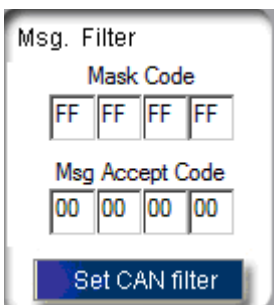 Msg. Filter
Mask Code
FF FF FF FF
Msg Accept Code
00 00 00 00
Set CAN filter